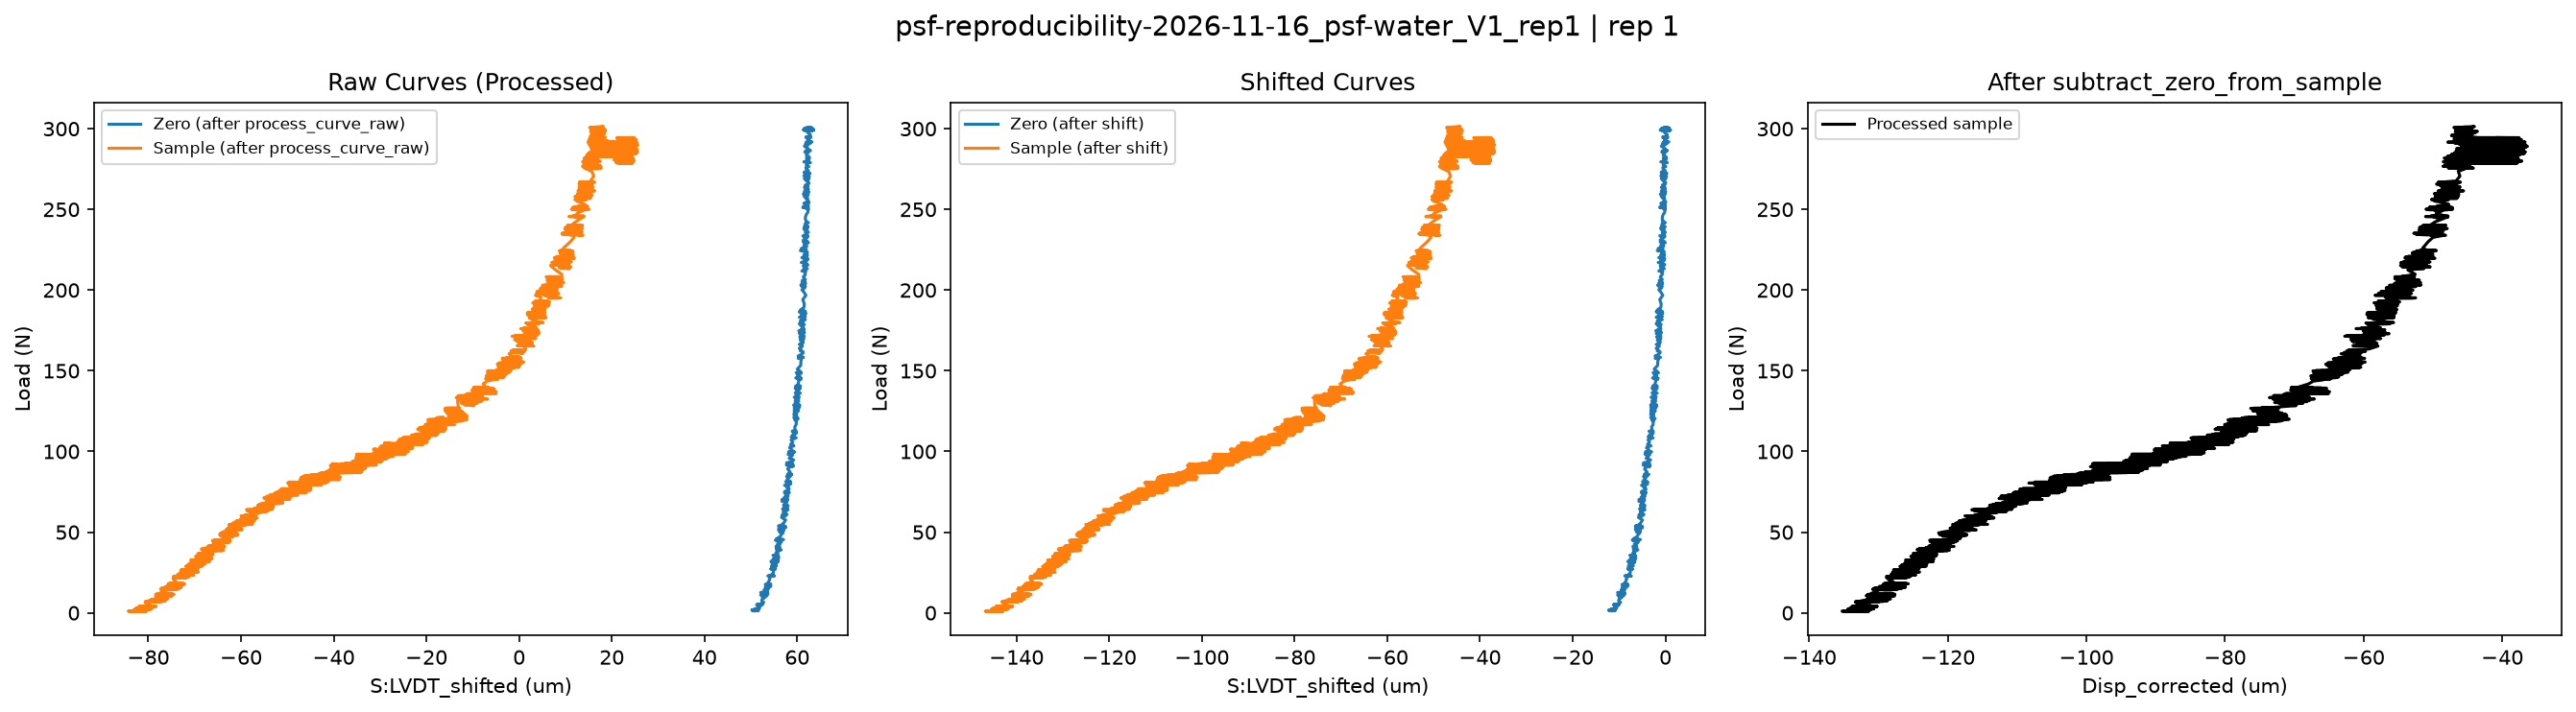 psf-reproducibility-2026-11-16_psf-water_V1_rep1 | rep 1
Raw Curves (Processed)
Zero (after process_curve_raw)
Sample (after process_curve_raw)
300
250
200
150
100
50
0
Load (N)
−80 −60 −40 −20 0 20 40 60
S:LVDT_shifted (um)
Shifted Curves
Zero (after shift)
Sample (after shift)
300
250
200
150
100
50
0
Load (N)
−140 −120 −100 −80 −60 −40 −20 0
S:LVDT_shifted (um)
After subtract_zero_from_sample
Processed sample
300
250
200
150
100
50
0
Load (N)
−140 −120 −100 −80 −60 −40
Disp_corrected (um)